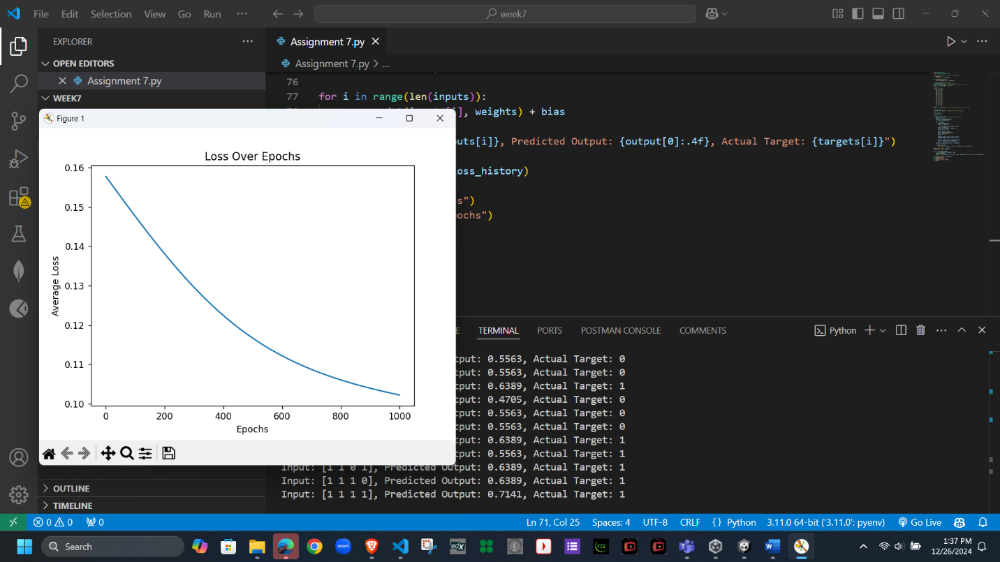 File Edit Selection View Go Run ··· week7
EXPLORER ···
OPEN EDITORS
Assignment 7.py
WEEK7
Assignment 7.py
Assignment 7.py > ...
76
77 for i in range(len(inputs)):
i], weights) + bias
uts[i]}, Predicted Output: {output[0]:.4f}, Actual Target: {targets[i]}")
oss_history)
s")
ochs")
Figure 1
Loss Over Epochs
0.16
0.15
0.14
0.13
0.12
0.11
0.10
Average Loss
0 200 400 600 800 1000
Epochs
E TERMINAL PORTS POSTMAN CONSOLE COMMENTS Python
tput: 0.5563, Actual Target: 0
tput: 0.5563, Actual Target: 0
tput: 0.6389, Actual Target: 1
tput: 0.4705, Actual Target: 0
tput: 0.5563, Actual Target: 0
tput: 0.5563, Actual Target: 0
tput: 0.6389, Actual Target: 1
tput: 0.5563, Actual Target: 1
Input: [1 1 0 1], Predicted Output: 0.6389, Actual Target: 1
Input: [1 1 1 0], Predicted Output: 0.6389, Actual Target: 1
Input: [1 1 1 1], Predicted Output: 0.7141, Actual Target: 1
OUTLINE
TIMELINE
0 0 0 Ln 71, Col 25 Spaces: 4 UTF-8 CRLF {} Python 3.11.0 64-bit ('3.11.0': pyenv) Go Live
Search zoom edX YTS 1:37 PM
12/26/2024